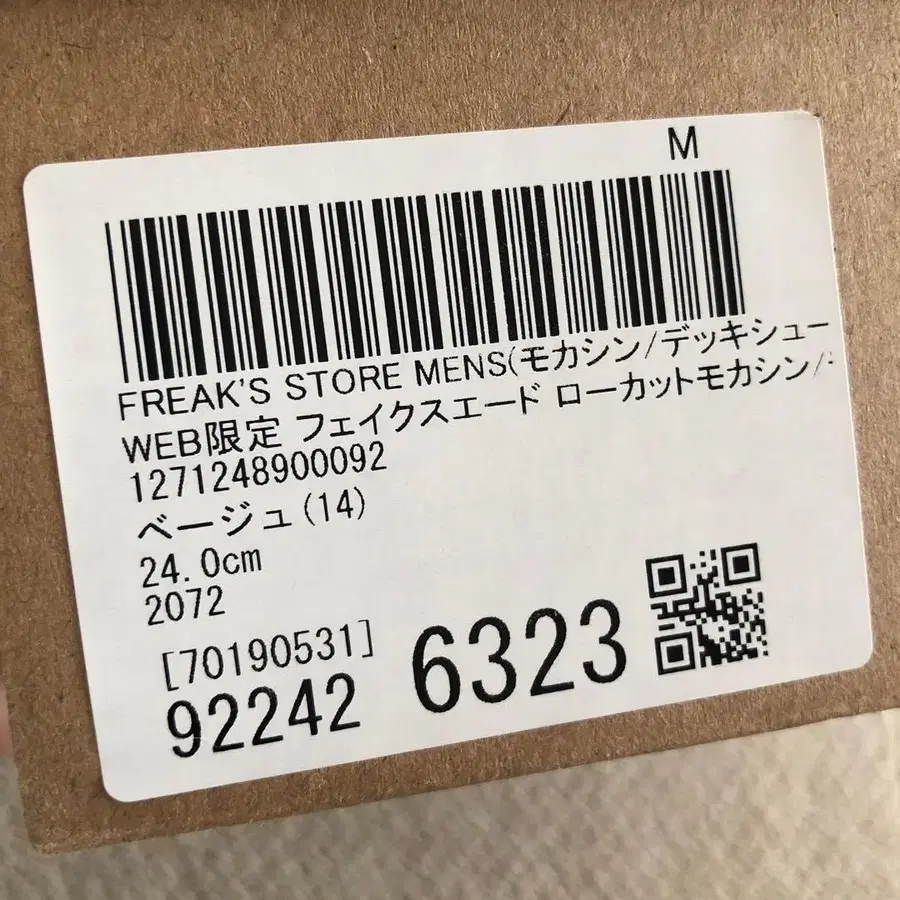 M
FREAK'S STORE MENS(モカシン/デッキシュー
WEB限定 フェイクスエード ローカットモカシン/
1271248900092
ベージュ(14)
24.0cm
2072
[70190531]
92242 6323